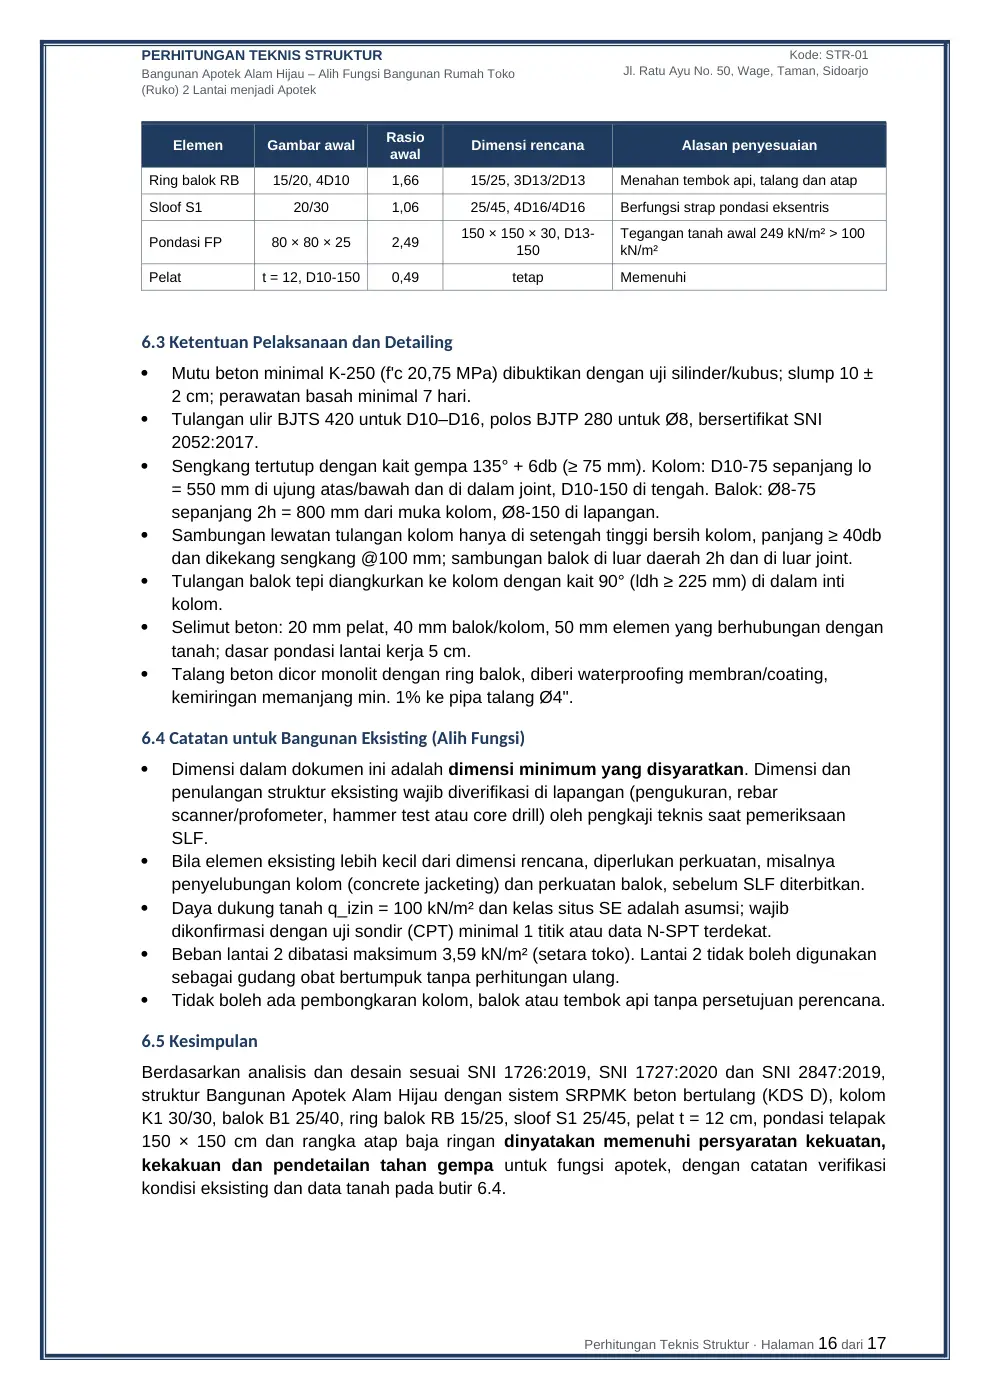 PERHITUNGAN TEKNIS STRUKTUR
Bangunan Apotek Alam Hijau – Alih Fungsi Bangunan Rumah Toko
(Ruko) 2 Lantai menjadi Apotek
Kode: STR-01
Jl. Ratu Ayu No. 50, Wage, Taman, Sidoarjo
Elemen | Gambar awal | Rasio awal | Dimensi rencana | Alasan penyesuaian
Ring balok RB | 15/20, 4D10 | 1,66 | 15/25, 3D13/2D13 | Menahan tembok api, talang dan atap
Sloof S1 | 20/30 | 1,06 | 25/45, 4D16/4D16 | Berfungsi strap pondasi eksentris
Pondasi FP | 80 × 80 × 25 | 2,49 | 150 × 150 × 30, D13-150 | Tegangan tanah awal 249 kN/m² > 100 kN/m²
Pelat | t = 12, D10-150 | 0,49 | tetap | Memenuhi
6.3 Ketentuan Pelaksanaan dan Detailing
• Mutu beton minimal K-250 (f'c 20,75 MPa) dibuktikan dengan uji silinder/kubus; slump 10 ±
2 cm; perawatan basah minimal 7 hari.
• Tulangan ulir BJTS 420 untuk D10–D16, polos BJTP 280 untuk Ø8, bersertifikat SNI
2052:2017.
• Sengkang tertutup dengan kait gempa 135° + 6db (≥ 75 mm). Kolom: D10-75 sepanjang lo
= 550 mm di ujung atas/bawah dan di dalam joint, D10-150 di tengah. Balok: Ø8-75
sepanjang 2h = 800 mm dari muka kolom, Ø8-150 di lapangan.
• Sambungan lewatan tulangan kolom hanya di setengah tinggi bersih kolom, panjang ≥ 40db
dan dikekang sengkang @100 mm; sambungan balok di luar daerah 2h dan di luar joint.
• Tulangan balok tepi diangkurkan ke kolom dengan kait 90° (ldh ≥ 225 mm) di dalam inti
kolom.
• Selimut beton: 20 mm pelat, 40 mm balok/kolom, 50 mm elemen yang berhubungan dengan
tanah; dasar pondasi lantai kerja 5 cm.
• Talang beton dicor monolit dengan ring balok, diberi waterproofing membran/coating,
kemiringan memanjang min. 1% ke pipa talang Ø4".
6.4 Catatan untuk Bangunan Eksisting (Alih Fungsi)
• Dimensi dalam dokumen ini adalah dimensi minimum yang disyaratkan. Dimensi dan
penulangan struktur eksisting wajib diverifikasi di lapangan (pengukuran, rebar
scanner/profometer, hammer test atau core drill) oleh pengkaji teknis saat pemeriksaan
SLF.
• Bila elemen eksisting lebih kecil dari dimensi rencana, diperlukan perkuatan, misalnya
penyelubungan kolom (concrete jacketing) dan perkuatan balok, sebelum SLF diterbitkan.
• Daya dukung tanah q_izin = 100 kN/m² dan kelas situs SE adalah asumsi; wajib
dikonfirmasi dengan uji sondir (CPT) minimal 1 titik atau data N-SPT terdekat.
• Beban lantai 2 dibatasi maksimum 3,59 kN/m² (setara toko). Lantai 2 tidak boleh digunakan
sebagai gudang obat bertumpuk tanpa perhitungan ulang.
• Tidak boleh ada pembongkaran kolom, balok atau tembok api tanpa persetujuan perencana.
6.5 Kesimpulan
Berdasarkan analisis dan desain sesuai SNI 1726:2019, SNI 1727:2020 dan SNI 2847:2019,
struktur Bangunan Apotek Alam Hijau dengan sistem SRPMK beton bertulang (KDS D), kolom
K1 30/30, balok B1 25/40, ring balok RB 15/25, sloof S1 25/45, pelat t = 12 cm, pondasi telapak
150 × 150 cm dan rangka atap baja ringan dinyatakan memenuhi persyaratan kekuatan,
kekakuan dan pendetailan tahan gempa untuk fungsi apotek, dengan catatan verifikasi
kondisi eksisting dan data tanah pada butir 6.4.
Perhitungan Teknis Struktur · Halaman 16 dari 17